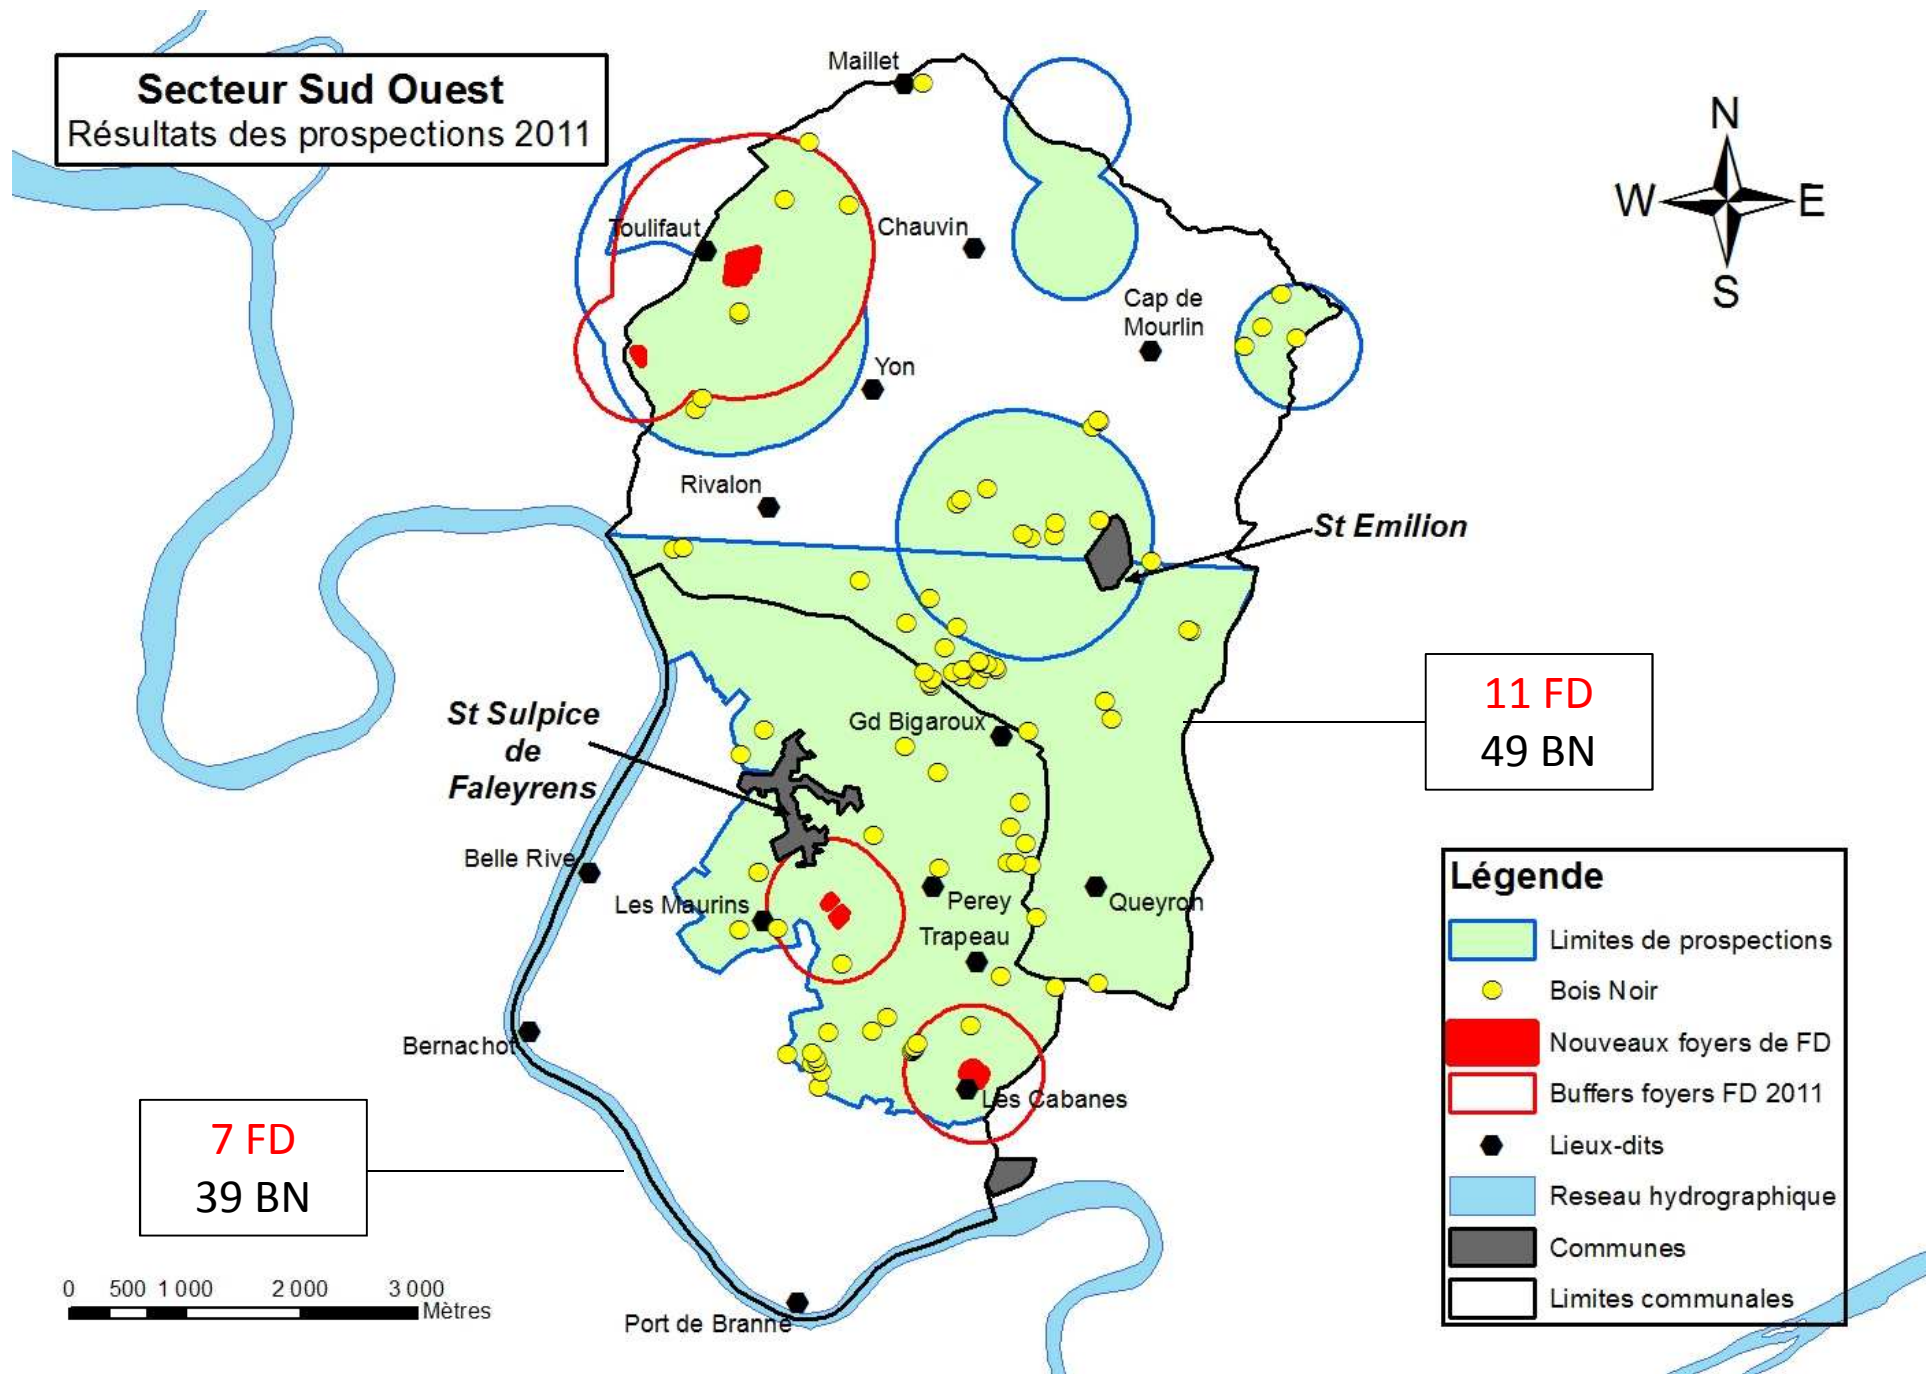 Secteur Sud Ouest
Résultats des prospections 2011
Maillet
N
W
E
S
Toulifaut
Chauvin
Cap de
Mourlin
Yon
Rivalon
St Emilion
St Sulpice
de
Faleyrens
Gd Bigaroux
11 FD
49 BN
Belle Rive
Les Maurins
Perey
Queyron
Trapeau
Bernachot
Les Cabanes
7 FD
39 BN
Port de Branne
0 500 1 000 2 000 3 000
Mètres
Légende
Limites de prospections
Bois Noir
Nouveaux foyers de FD
Buffers foyers FD 2011
Lieux-dits
Reseau hydrographique
Communes
Limites communales